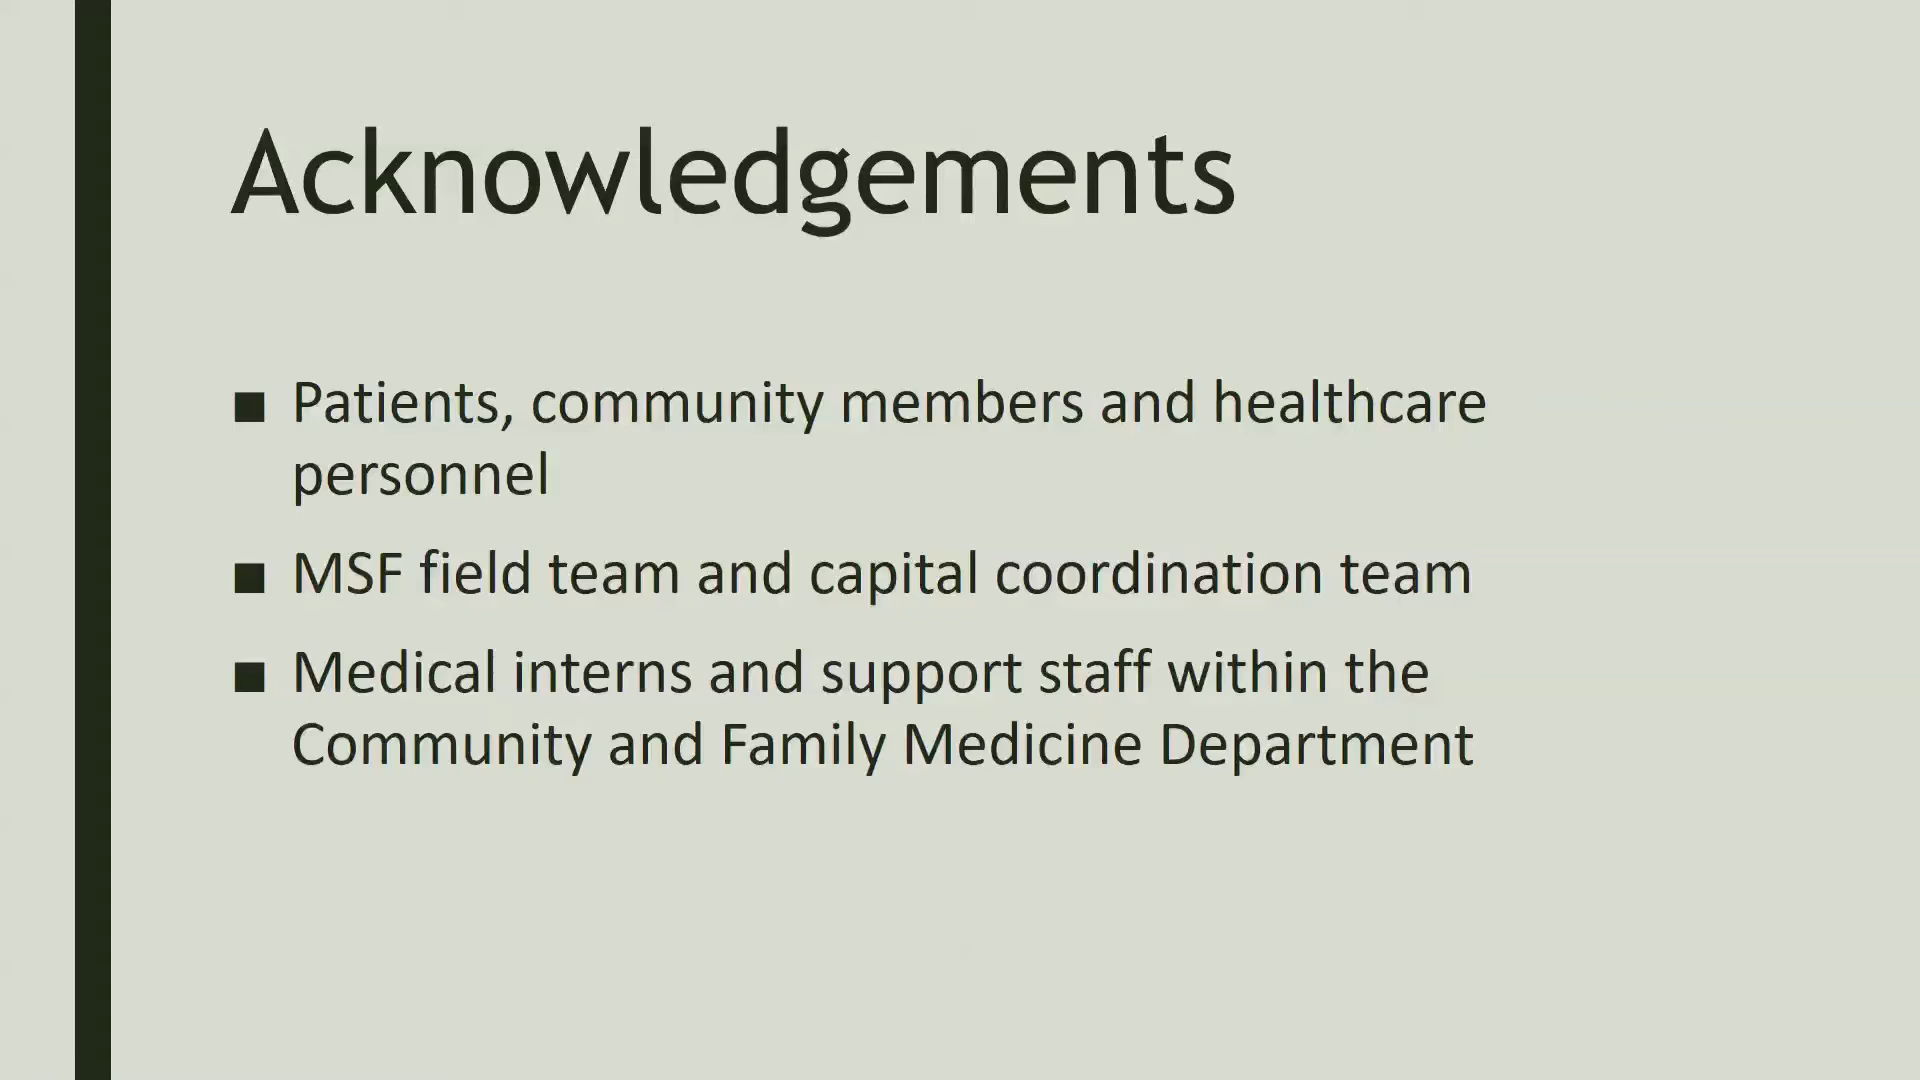 Acknowledgements
■ Patients, community members and healthcare
personnel
■ MSF field team and capital coordination team
■ Medical interns and support staff within the
Community and Family Medicine Department